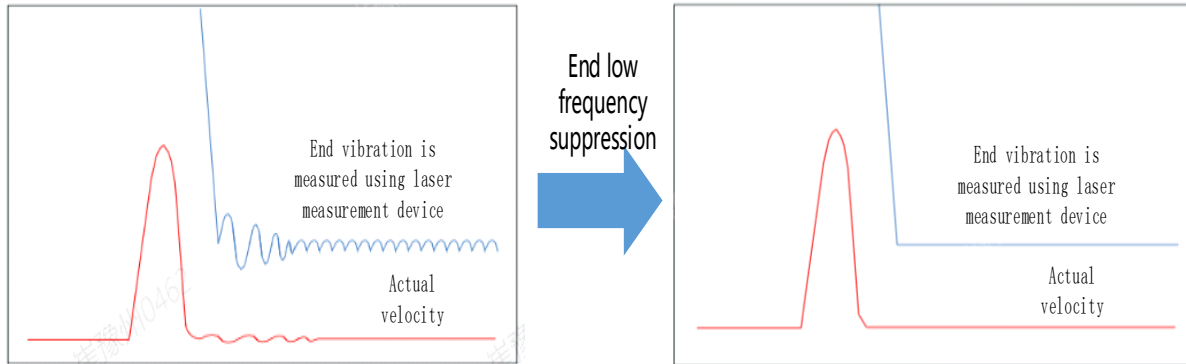 End vibration is
measured using laser
measurement device
Actual
velocity
End low
frequency
suppression
End vibration is
measured using laser
measurement device
Actual
velocity